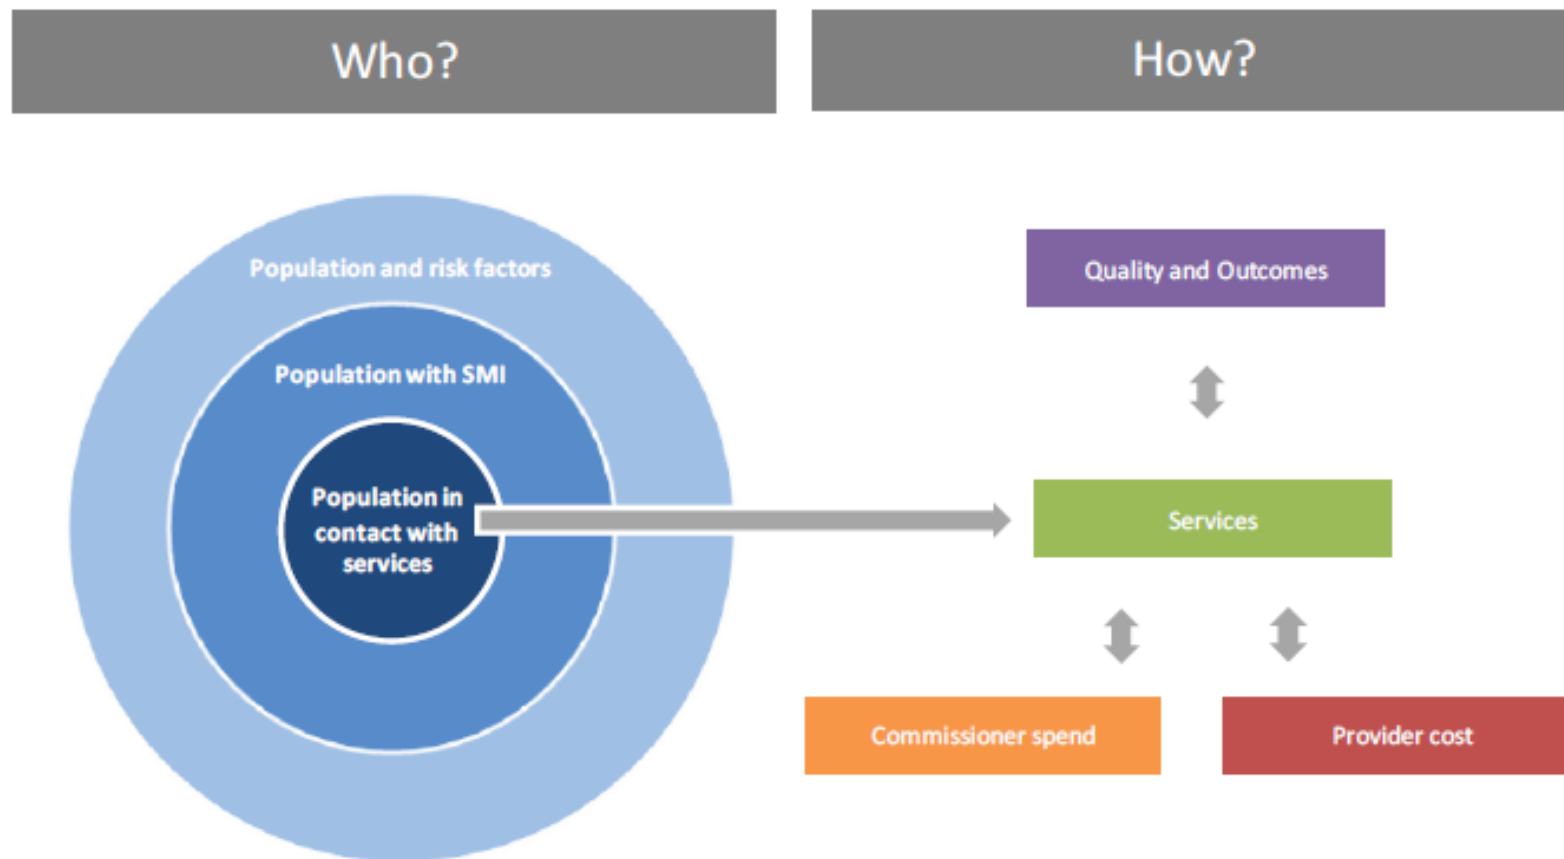 Who?
How?
Population and risk factors
Population with SMI
Population in
contact with
services
Quality and Outcomes
Services
Commissioner spend
Provider cost